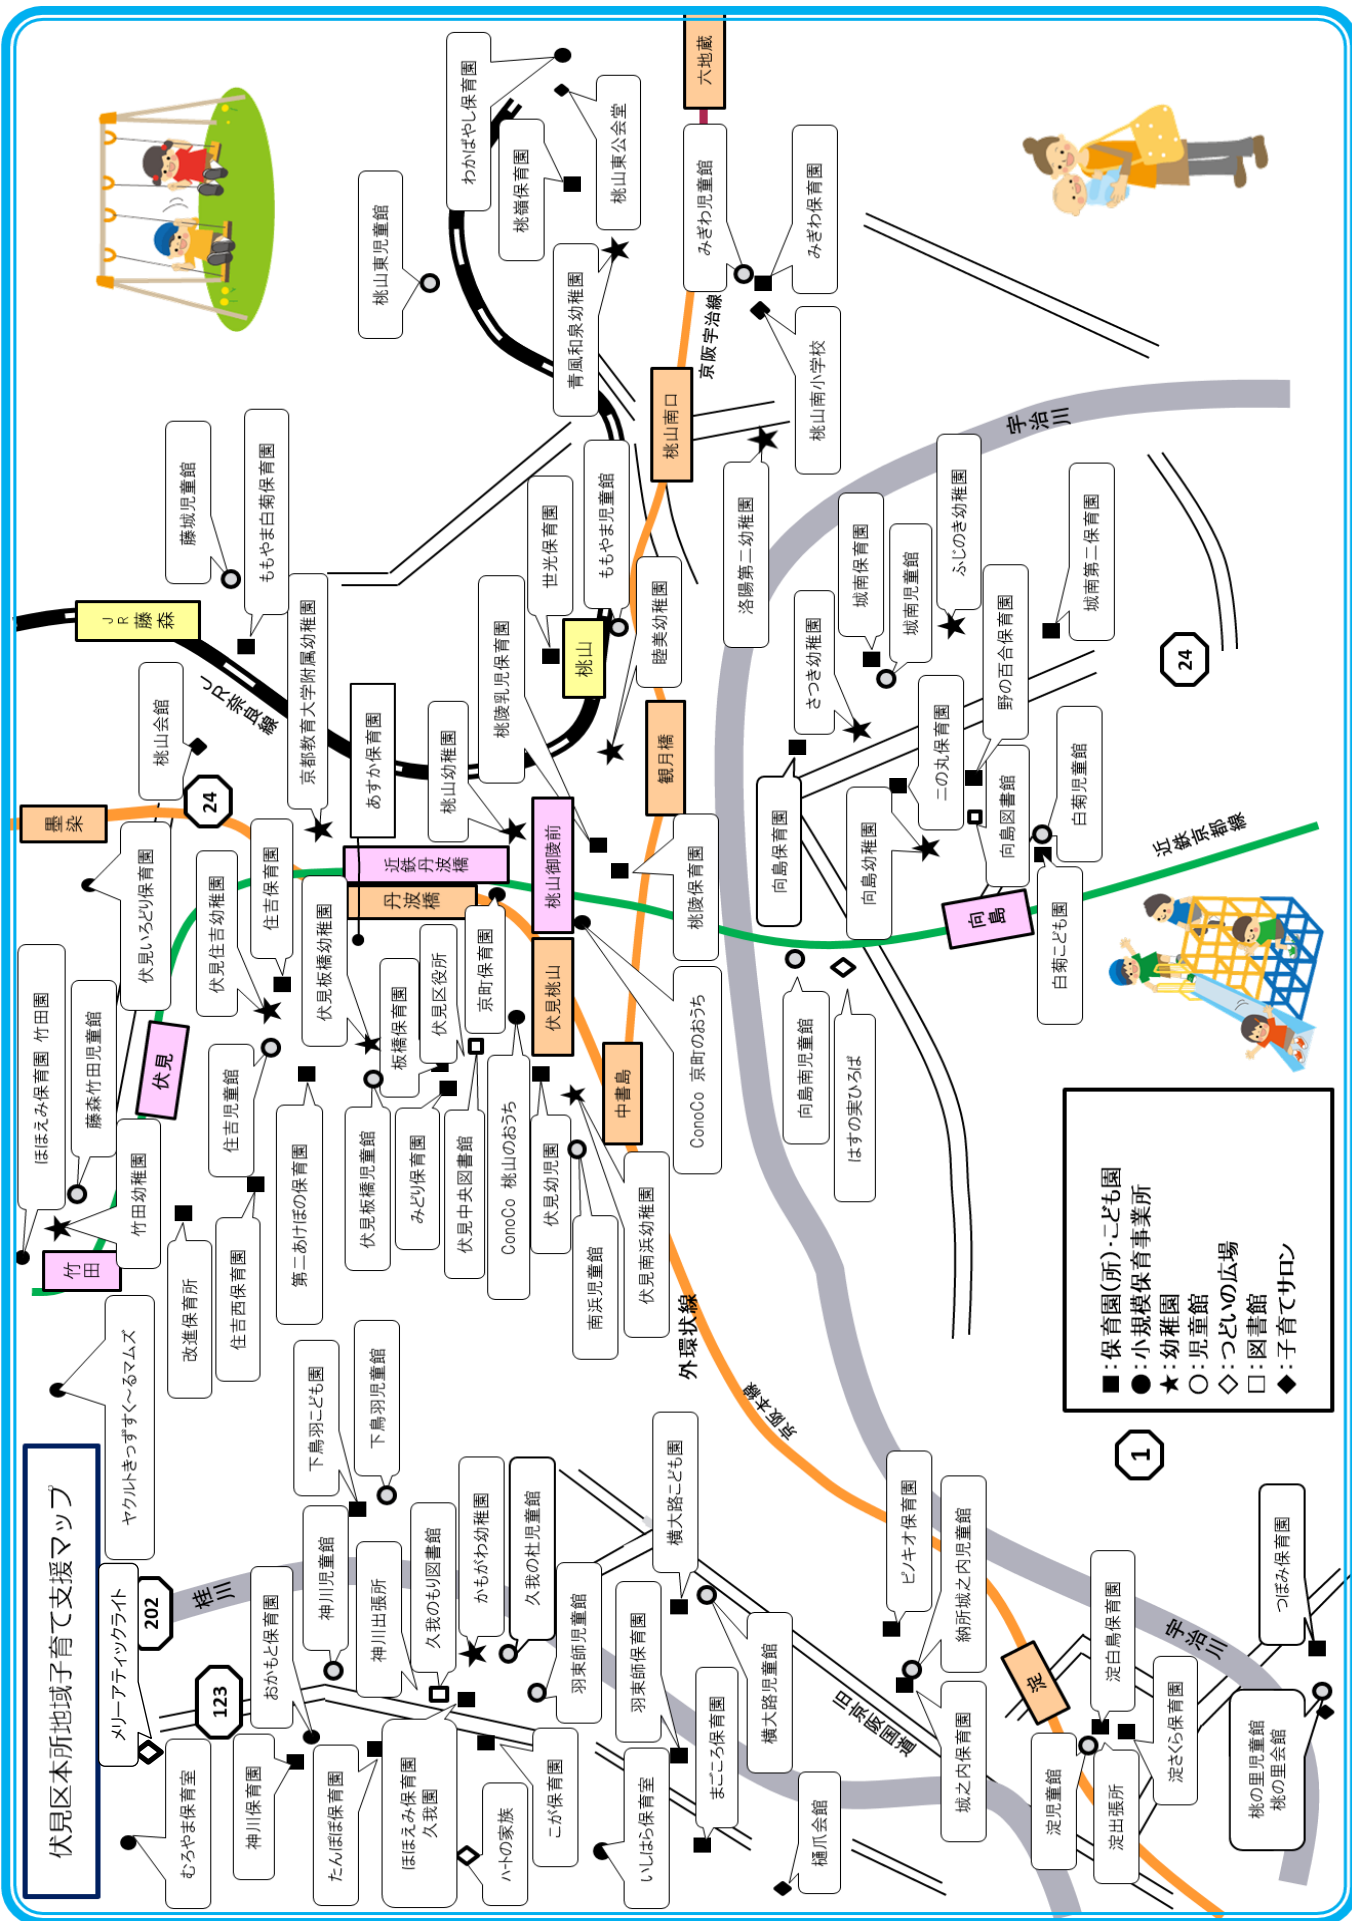 伏見区本所地域子育て支援マップ
メリーアティックライト
202
123
桂川
むろやま保育室
神川保育園
おかもと保育園
神川児童館
神川出張所
久我のもり図書館
たんぽぽ保育園
ほほえみ保育園
久我園
ハートの家族
こが保育園
かもがわ幼稚園
久我の杜児童館
羽束師児童館
羽束師保育園
いしはら保育室
まごころ保育園
横大路こども園
横大路児童館
樋爪会館
旧京阪国道
下鳥羽こども園
下鳥羽児童館
ヤクルトきっずすく～るマムズ
竹田
ほほえみ保育園 竹田園
藤森竹田児童館
竹田幼稚園
改進保育所
住吉西保育園
住吉児童館
第二あけぼの保育園
伏見
伏見いろどり保育園
伏見住吉幼稚園
住吉保育園
伏見板橋幼稚園
伏見板橋児童館
板橋保育園
みどり保育園
伏見区役所
伏見中央図書館
京町保育園
ConoCo 桃山のおうち
伏見幼児園
南浜児童館
伏見南浜幼稚園
外環状線
京阪本線
中書島
伏見桃山
桃山御陵前
丹波橋
近鉄丹波橋
墨染
24
桃山会館
JR藤森
JR奈良線
藤城児童館
ももやま白菊保育園
京都教育大学附属幼稚園
あすか保育園
桃山幼稚園
桃陵乳児保育園
世光保育園
ももやま児童館
桃山
睦美幼稚園
観月橋
桃陵保育園
ConoCo 京町のおうち
桃山東児童館
わかばやし保育園
桃嶺保育園
桃山東公会堂
青風和泉幼稚園
六地蔵
みぎわ児童館
みぎわ保育園
京阪宇治線
桃山南口
桃山南小学校
洛陽第二幼稚園
宇治川
さつき幼稚園
城南保育園
城南児童館
ふじのき幼稚園
野の百合保育園
城南第二保育園
24
向島保育園
向島幼稚園
二の丸保育園
向島図書館
白菊児童館
白菊こども園
向島
近鉄京都線
向島南児童館
はすの実ひろば
■：保育園(所)・こども園
●：小規模保育事業所
★：幼稚園
○：児童館
◇：つどいの広場
□：図書館
◆：子育てサロン
1
ピノキオ保育園
納所城之内児童館
城之内保育園
淀
淀児童館
淀出張所
淀白鳥保育園
淀さくら保育園
宇治川
つぼみ保育園
桃の里児童館
桃の里会館